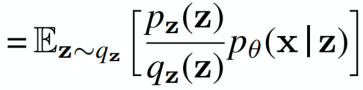 = 𝔼_{𝐳∼q_𝐳} [ p_𝐳(𝐳) / q_𝐳(𝐳) p_θ(𝐱 | 𝐳) ]